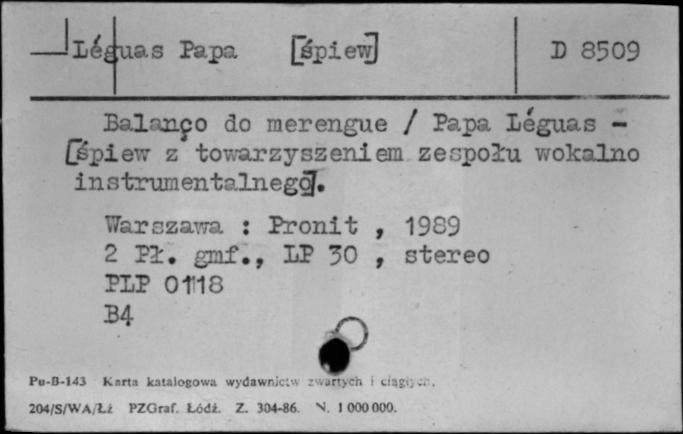 Léguas Papa [śpiew] D 8509
Balanço do merengue / Papa Léguas -
[śpiew z towarzyszeniem zespołu wokalno
instrumentalnego].
Warszawa : Pronit , 1989
2 Pł. gmf., LP 30 , stereo
PLP 0118
B4
Pu-B-143 Karta katalogowa wydawnictw zwartych i ciągłych.
204/S/WA/Łź PZGraf. Łódź. Z. 304-86. N. 1 000 000.